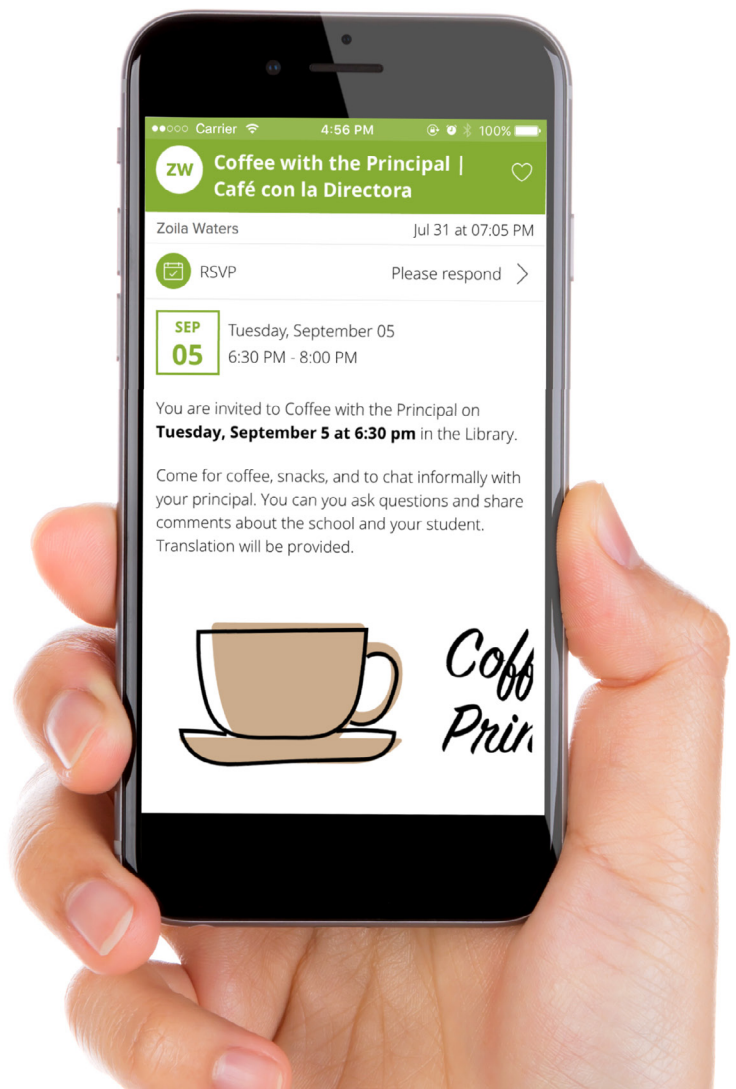 Carrier
4:56 PM
100%
ZW
Coffee with the Principal |
Café con la Directora
Zoila Waters
Jul 31 at 07:05 PM
RSVP
Please respond
SEP
05
Tuesday, September 05
6:30 PM - 8:00 PM
You are invited to Coffee with the Principal on
Tuesday, September 5 at 6:30 pm in the Library.
Come for coffee, snacks, and to chat informally with
your principal. You can you ask questions and share
comments about the school and your student.
Translation will be provided.
Coff
Prin